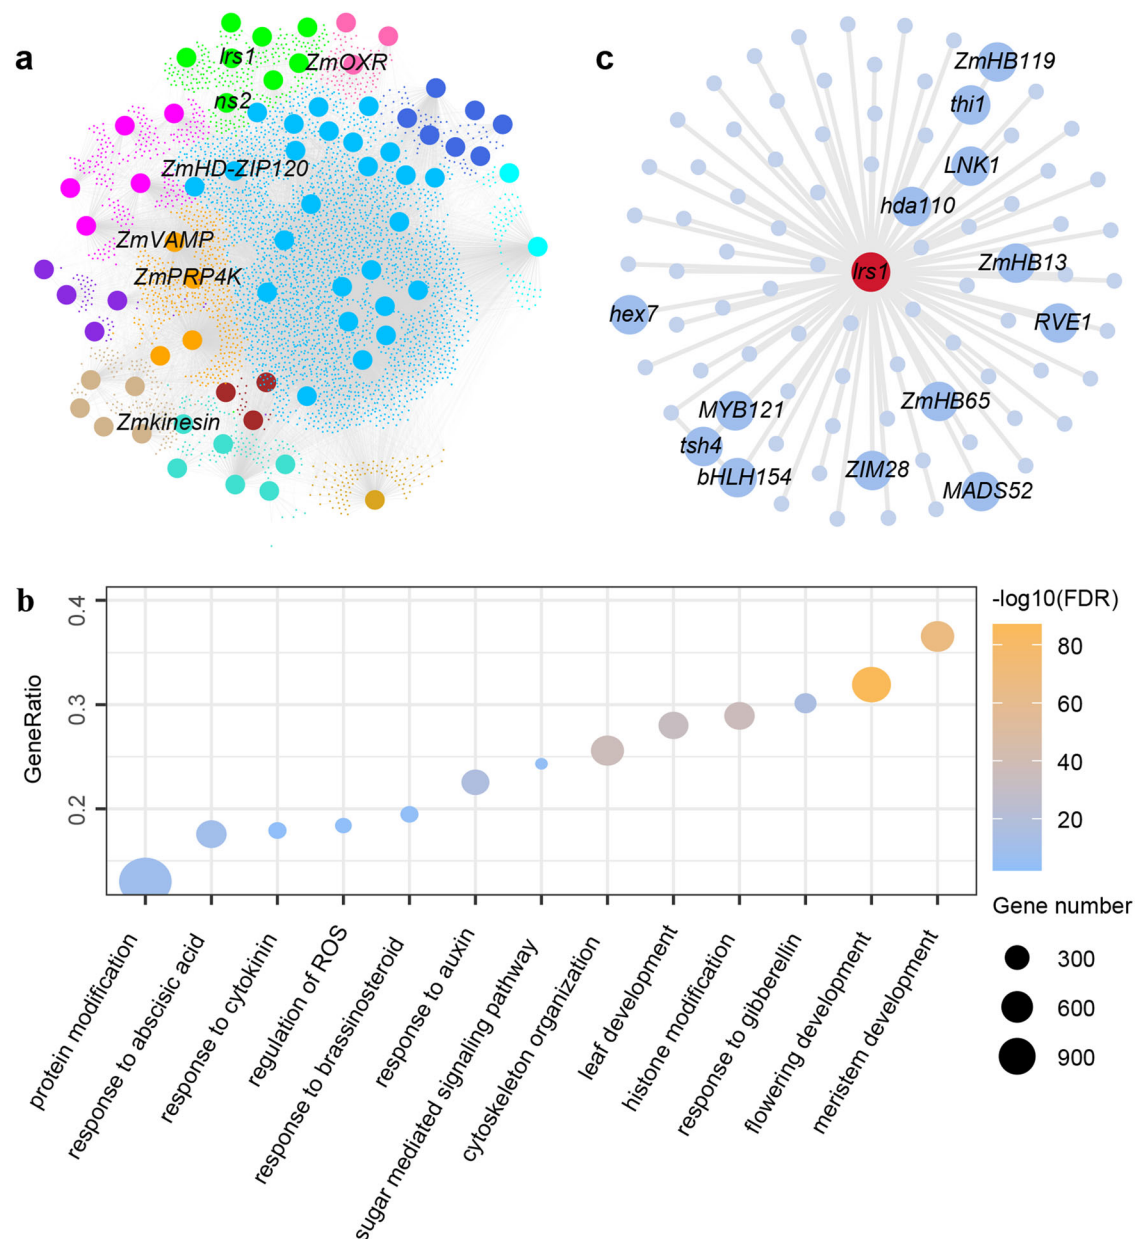 a
lrs1
ZmOXR
ns2
ZmHD-ZIP120
ZmVAMP
ZmPRP4K
Zmkinesin
c
ZmHB119
thi1
LNK1
hda110
lrs1
ZmHB13
hex7
RVE1
MYB121
ZmHB65
tsh4
bHLH154
ZIM28
MADS52
b
GeneRatio
0.4
0.3
0.2
protein modification
response to abscisic acid
response to cytokinin
regulation of ROS
response to brassinosteroid
response to auxin
sugar mediated signaling pathway
cytoskeleton organization
leaf development
histone modification
response to gibberellin
flowering development
meristem development
-log10(FDR)
80
60
40
20
Gene number
300
600
900